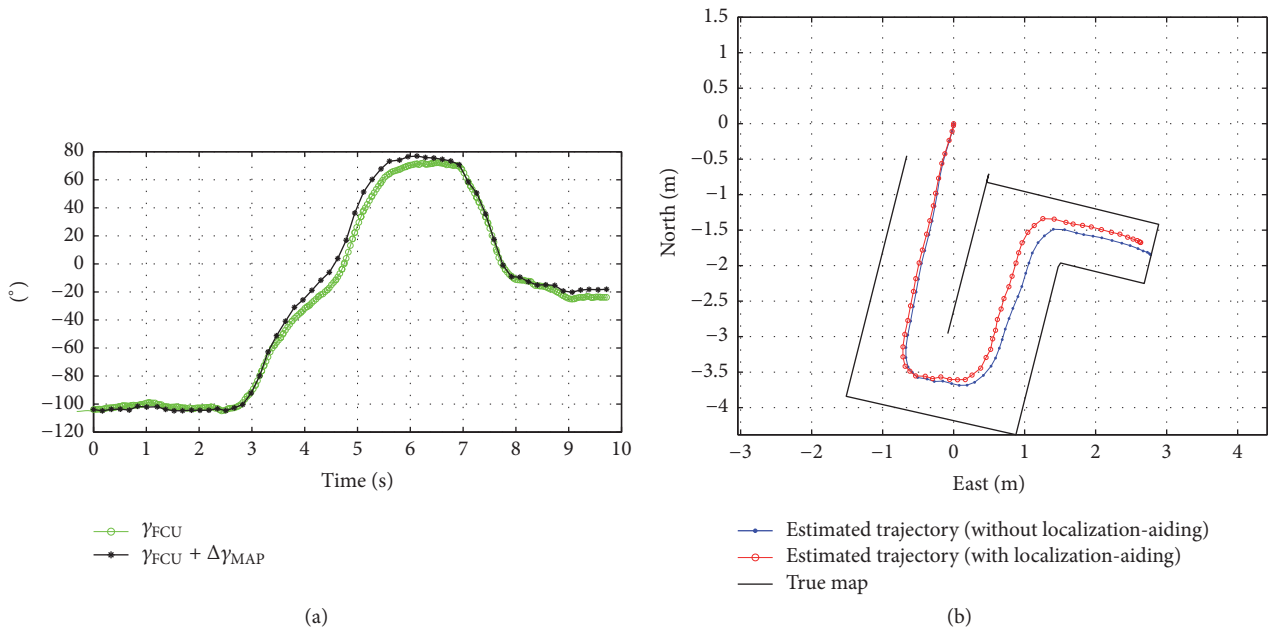 80
60
40
20
0
−20
−40
−60
−80
−100
−120
(°)
0 1 2 3 4 5 6 7 8 9 10
Time (s)
γFCU
γFCU + ΔγMAP
(a)
1.5
1
0.5
0
−0.5
−1
−1.5
−2
−2.5
−3
−3.5
−4
North (m)
−3 −2 −1 0 1 2 3 4
East (m)
Estimated trajectory (without localization-aiding)
Estimated trajectory (with localization-aiding)
True map
(b)